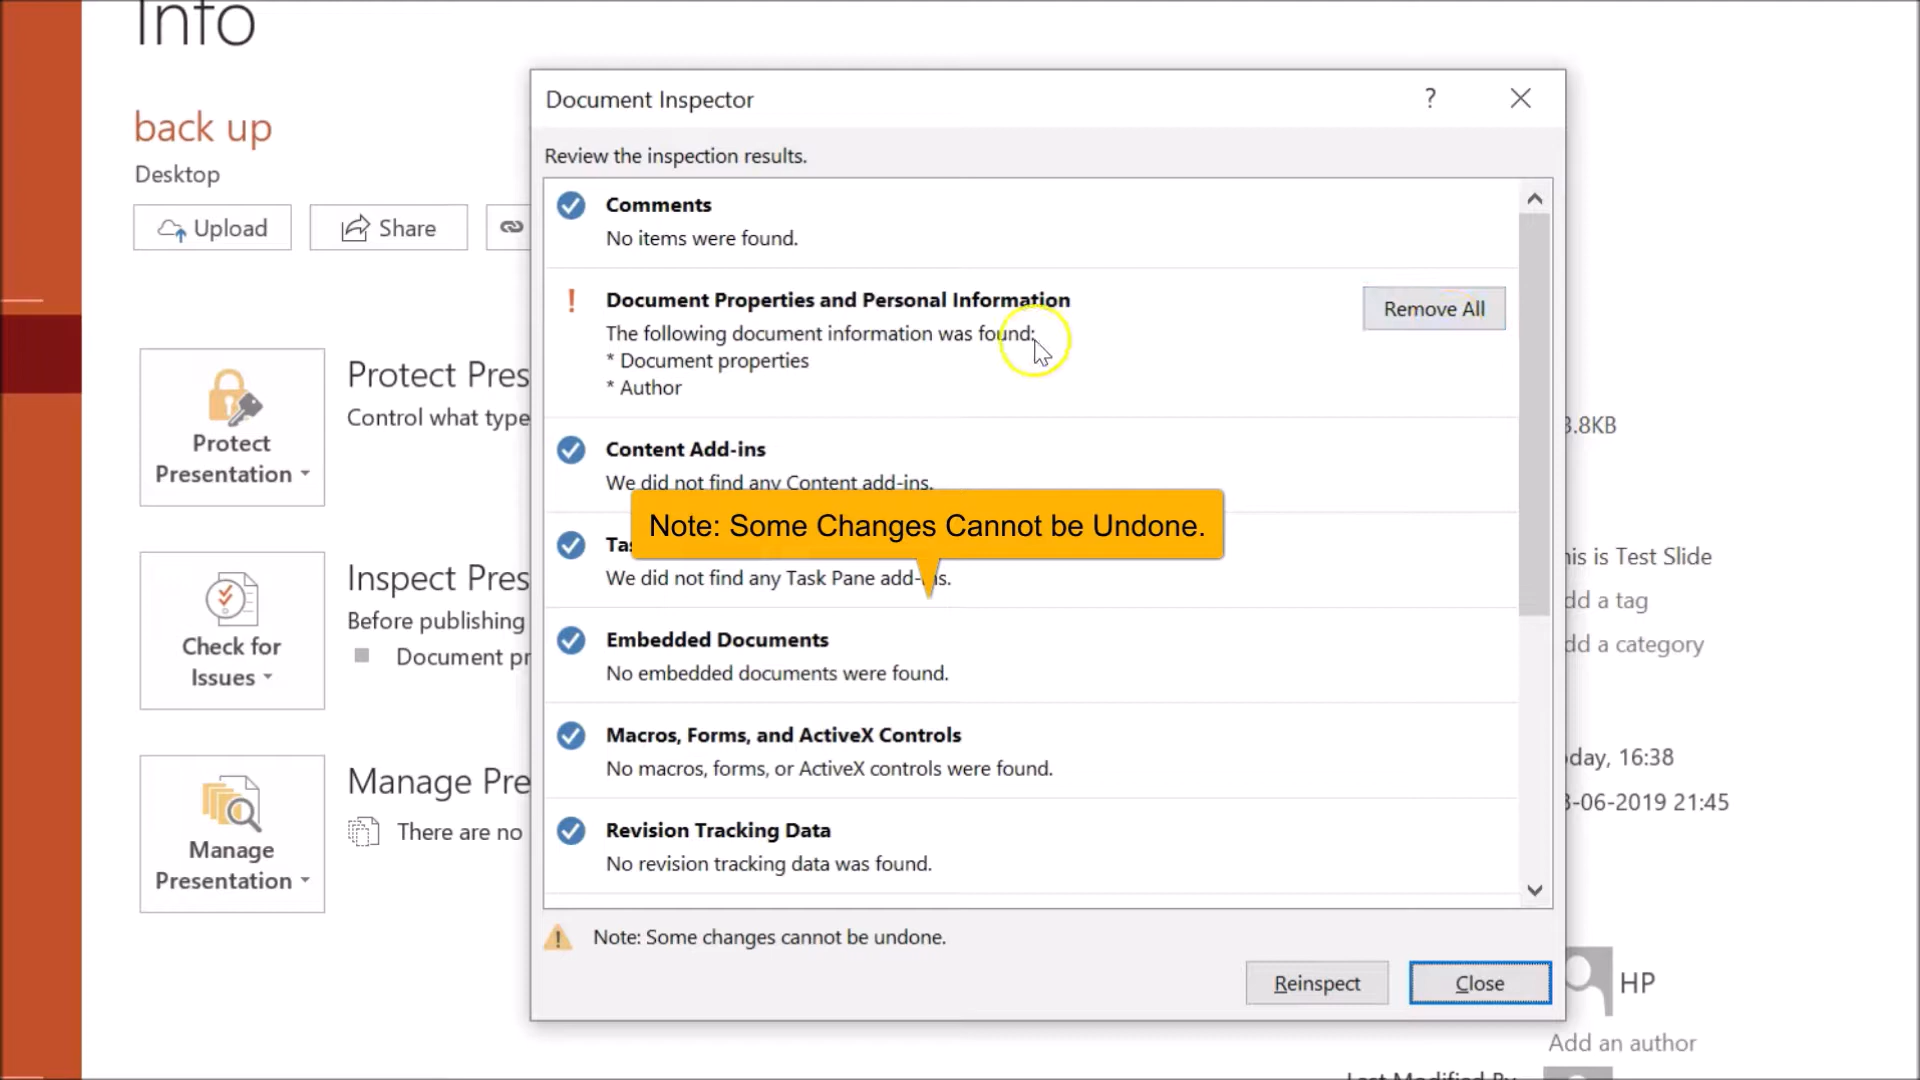 Info
back up
Desktop
Upload
Share
Protect Presentation
Protect Pres
Control what type
Check for Issues
Inspect Pres
Before publishing
Document pr
Manage Presentation
Manage Pre
There are no
Document Inspector
?
Review the inspection results.
Comments
No items were found.
! Document Properties and Personal Information
Remove All
The following document information was found:
* Document properties
* Author
Content Add-ins
We did not find any Content add-ins.
Note: Some Changes Cannot be Undone.
We did not find any Task Pane add-ins.
Embedded Documents
No embedded documents were found.
Macros, Forms, and ActiveX Controls
No macros, forms, or ActiveX controls were found.
Revision Tracking Data
No revision tracking data was found.
Note: Some changes cannot be undone.
Reinspect
Close
3.8KB
his is Test Slide
dd a tag
dd a category
day, 16:38
-06-2019 21:45
HP
Add an author
Last Modified By